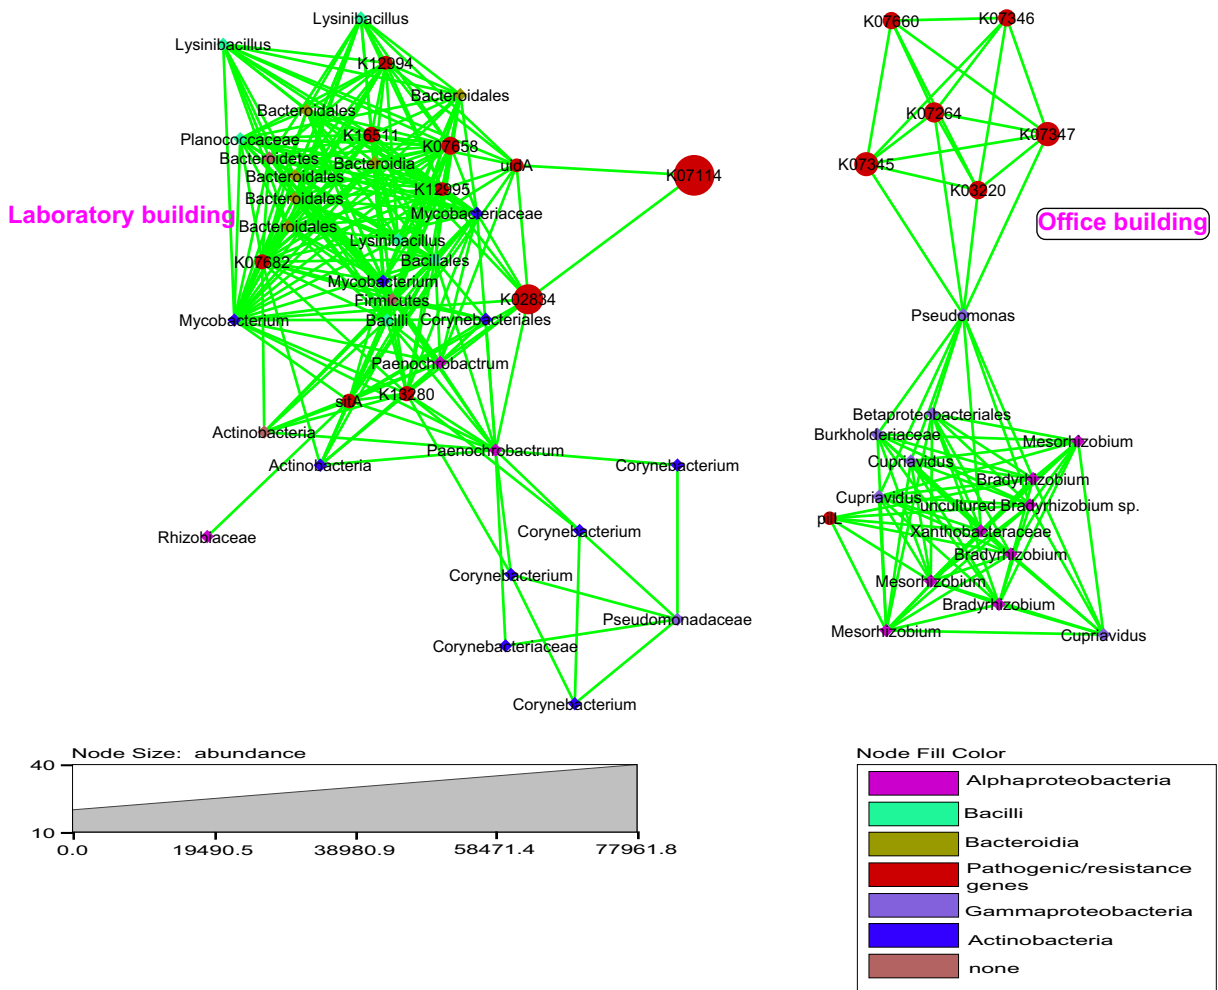 Lysinibacillus
Lysinibacillus
K12994
Bacteroidales
Bacteroidales
K16511
Planococcaceae
K07658
Bacteroidetes
Bacteroidia
uidA
Bacteroidales
K07114
K12995
Bacteroidales
Laboratory building
Mycobacteriaceae
Bacteroidales
Lysinibacillus
K07682
Bacillales
Mycobacterium
Firmicutes
K02834
Mycobacterium
Bacilli
Corynebacteriales
Paenochrobactrum
sitA
K13280
Actinobacteria
Paenochrobactrum
Actinobacteria
Corynebacterium
Rhizobiaceae
Corynebacterium
Corynebacterium
Pseudomonadaceae
Corynebacteriaceae
Corynebacterium
K07660
K07346
K07264
K07347
K07345
K03220
Office building
Pseudomonas
Betaproteobacteriales
Burkholderiaceae
Mesorhizobium
Cupriavidus
Bradyrhizobium
Cupriavidus
uncultured Bradyrhizobium sp.
pilL
Xanthobacteraceae
Bradyrhizobium
Mesorhizobium
Bradyrhizobium
Mesorhizobium
Cupriavidus
Node Size: abundance
40
10
0.0
19490.5
38980.9
58471.4
77961.8
Node Fill Color
Alphaproteobacteria
Bacilli
Bacteroidia
Pathogenic/resistance
genes
Gammaproteobacteria
Actinobacteria
none